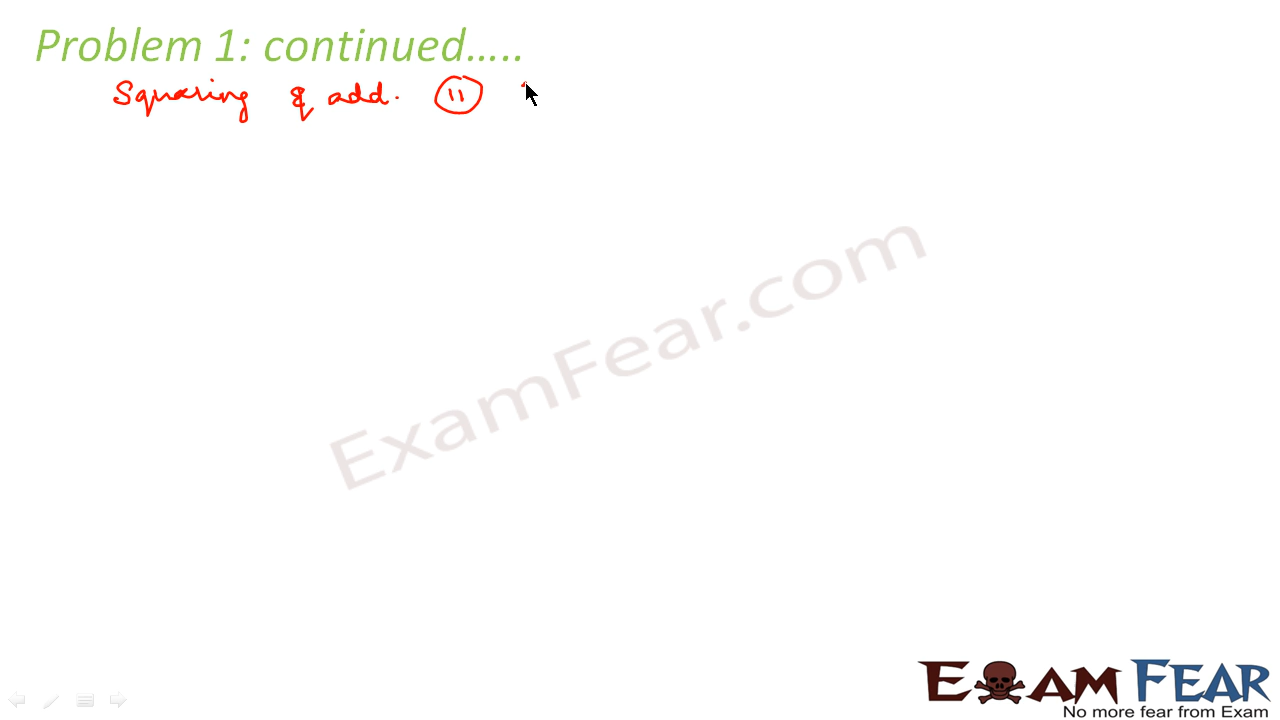 Problem 1: continued…..
Squaring & add. 11
ExamFear.com
EXAM FEAR
No more fear from Exam